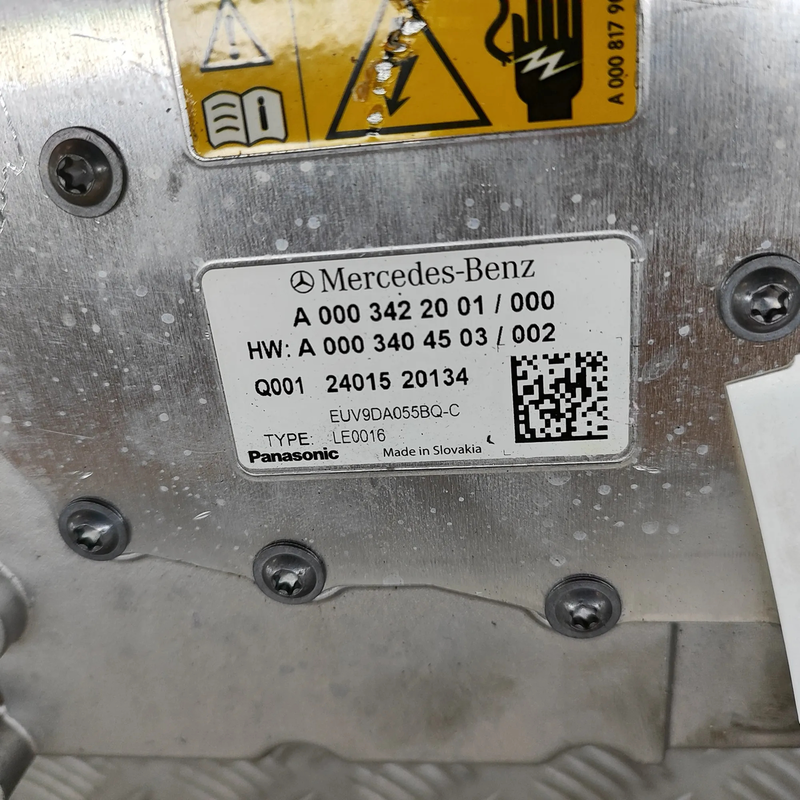 A 000 817 90
Mercedes-Benz
A 000 342 20 01 / 000
HW: A 000 340 45 03 / 002
Q001 24015 20134
EUV9DA055BQ-C
TYPE: LE0016
Panasonic Made in Slovakia